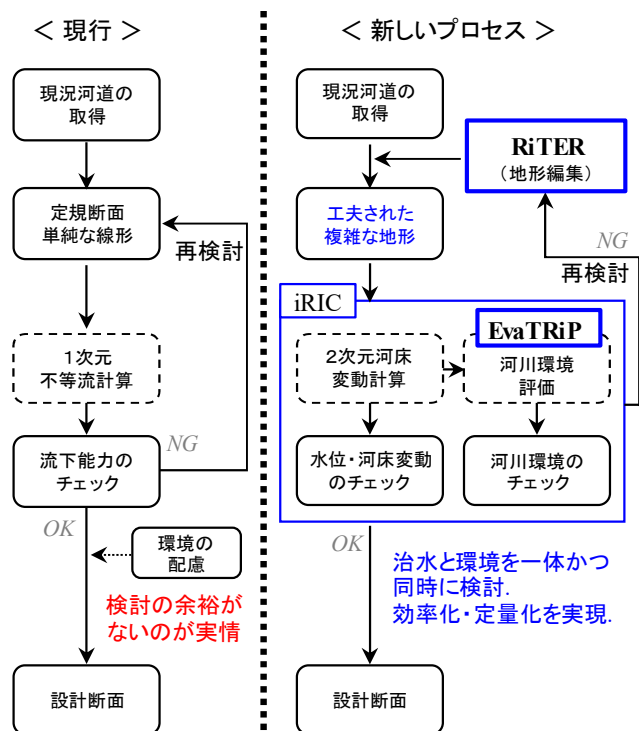 ＜ 現行 ＞
現況河道の
取得
定規断面
単純な線形
再検討
１次元
不等流計算
流下能力の
チェック
NG
OK
環境の
配慮
検討の余裕が
ないのが実情
設計断面
＜ 新しいプロセス ＞
現況河道の
取得
RiTER
（地形編集）
工夫された
複雑な地形
NG
再検討
iRIC
EvaTRiP
２次元河床
変動計算
河川環境
評価
水位・河床変動
のチェック
河川環境の
チェック
OK
治水と環境を一体かつ
同時に検討．
効率化・定量化を実現．
設計断面